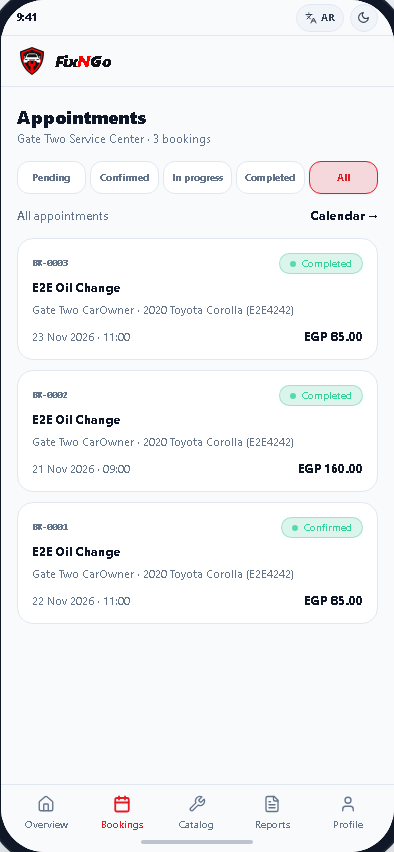 9:41
AR
FixNGo
Appointments
Gate Two Service Center · 3 bookings
Pending
Confirmed
In progress
Completed
All
All appointments
Calendar →
BK-0003
Completed
E2E Oil Change
Gate Two CarOwner · 2020 Toyota Corolla (E2E4242)
23 Nov 2026 · 11:00
EGP 85.00
BK-0002
Completed
E2E Oil Change
Gate Two CarOwner · 2020 Toyota Corolla (E2E4242)
21 Nov 2026 · 09:00
EGP 160.00
BK-0001
Confirmed
E2E Oil Change
Gate Two CarOwner · 2020 Toyota Corolla (E2E4242)
22 Nov 2026 · 11:00
EGP 85.00
Overview
Bookings
Catalog
Reports
Profile